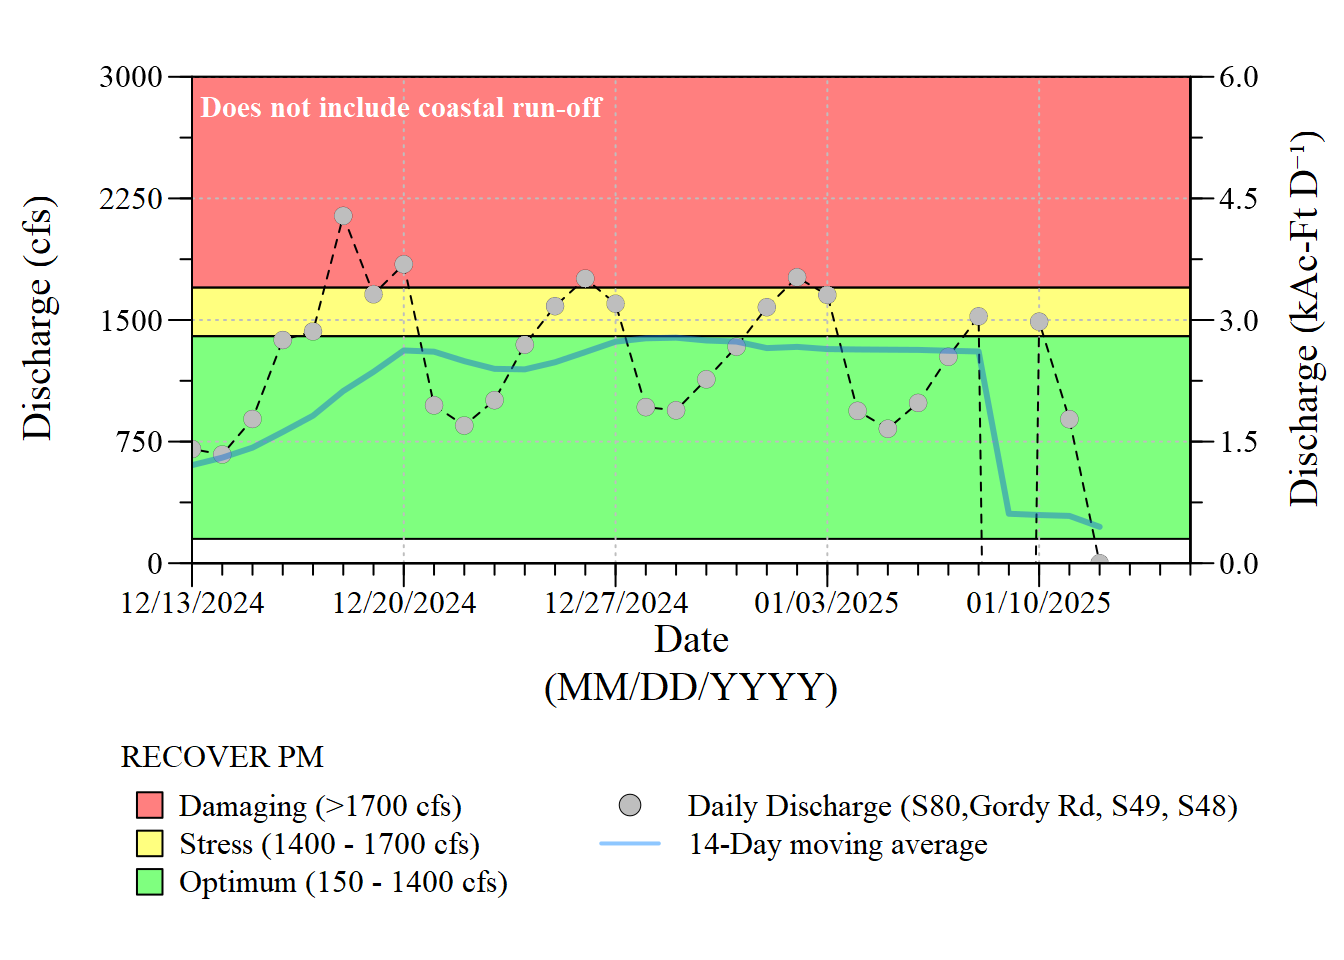 Does not include coastal run-off
3000
2250
1500
750
0
Discharge (cfs)
6.0
4.5
3.0
1.5
0.0
Discharge (kAc-Ft D⁻¹)
12/13/2024 12/20/2024 12/27/2024 01/03/2025 01/10/2025
Date
(MM/DD/YYYY)
RECOVER PM
Damaging (>1700 cfs)
Stress (1400 - 1700 cfs)
Optimum (150 - 1400 cfs)
Daily Discharge (S80,Gordy Rd, S49, S48)
14-Day moving average